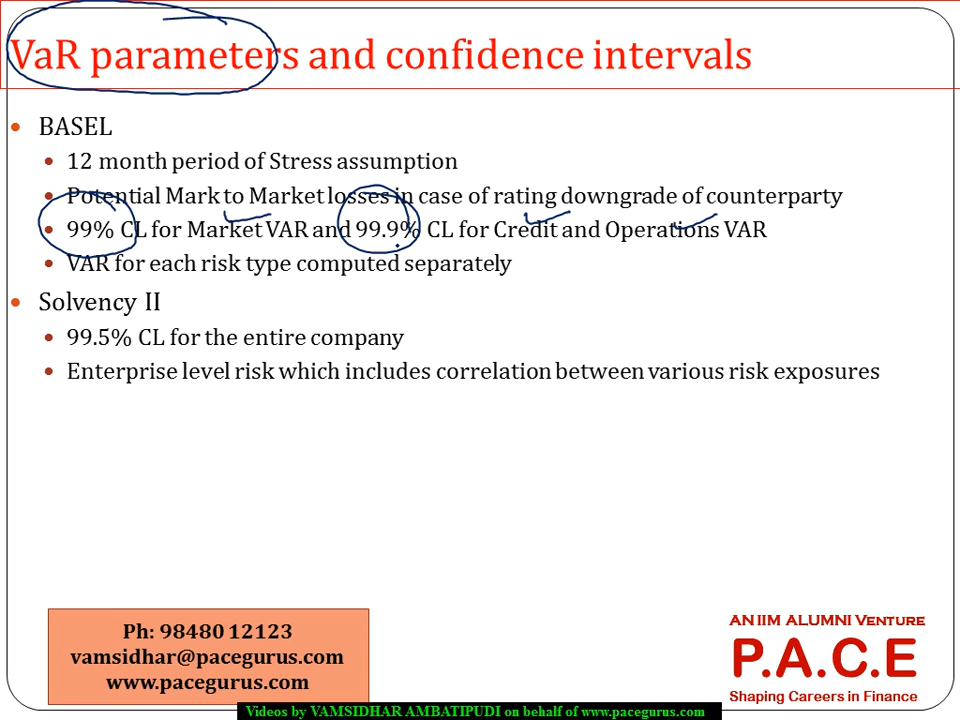 VaR parameters and confidence intervals
• BASEL
• 12 month period of Stress assumption
• Potential Mark to Market losses in case of rating downgrade of counterparty
• 99% CL for Market VAR and 99.9% CL for Credit and Operations VAR
• VAR for each risk type computed separately
• Solvency II
• 99.5% CL for the entire company
• Enterprise level risk which includes correlation between various risk exposures
Ph: 98480 12123
vamsidhar@pacegurus.com
www.pacegurus.com
AN IIM ALUMNI VENTURE
P.A.C.E
Shaping Careers in Finance
Videos by VAMSIDHAR AMBATIPUDI on behalf of www.pacegurus.com